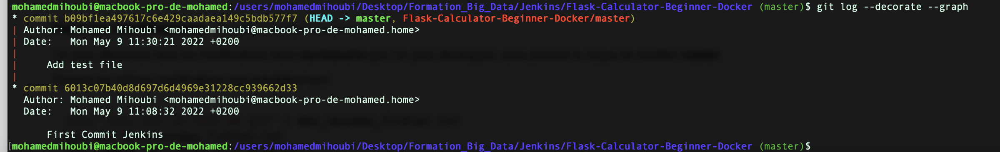 mohamedmihoubi@macbook-pro-de-mohamed:/users/mohamedmihoubi/Desktop/Formation_Big_Data/Jenkins/Flask-Calculator-Beginner-Docker (master)$ git log --decorate --graph
* commit b09bf1ea497617c6e429caadaea149c5bdb577f7 (HEAD -> master, Flask-Calculator-Beginner-Docker/master)
| Author: Mohamed Mihoubi <mohamedmihoubi@macbook-pro-de-mohamed.home>
| Date:   Mon May 9 11:30:21 2022 +0200
|
|     Add test file
|
* commit 6013c07b40d8d697d6d4969e31228cc939662d33
  Author: Mohamed Mihoubi <mohamedmihoubi@macbook-pro-de-mohamed.home>
  Date:   Mon May 9 11:08:32 2022 +0200
      First Commit Jenkins
[mohamedmihoubi@macbook-pro-de-mohamed:/users/mohamedmihoubi/Desktop/Formation_Big_Data/Jenkins/Flask-Calculator-Beginner-Docker (master)$